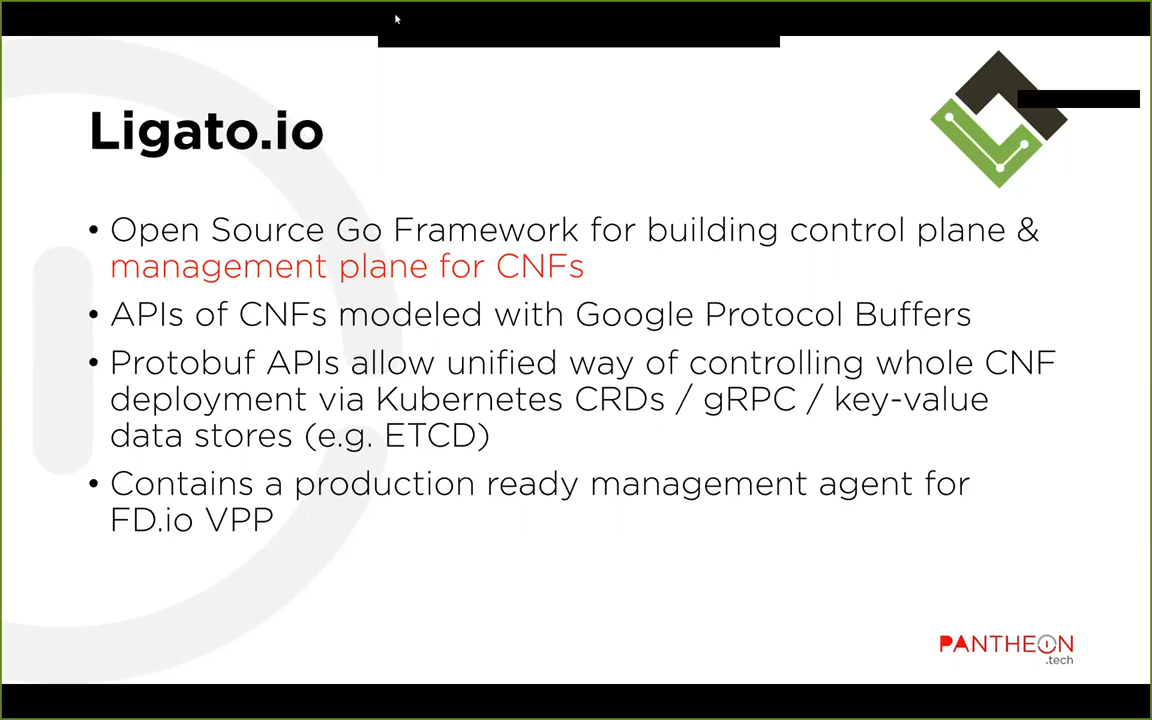 Ligato.io
• Open Source Go Framework for building control plane &
management plane for CNFs
• APIs of CNFs modeled with Google Protocol Buffers
• Protobuf APIs allow unified way of controlling whole CNF
deployment via Kubernetes CRDs / gRPC / key-value
data stores (e.g. ETCD)
• Contains a production ready management agent for
FD.io VPP
PANTHEON
.tech